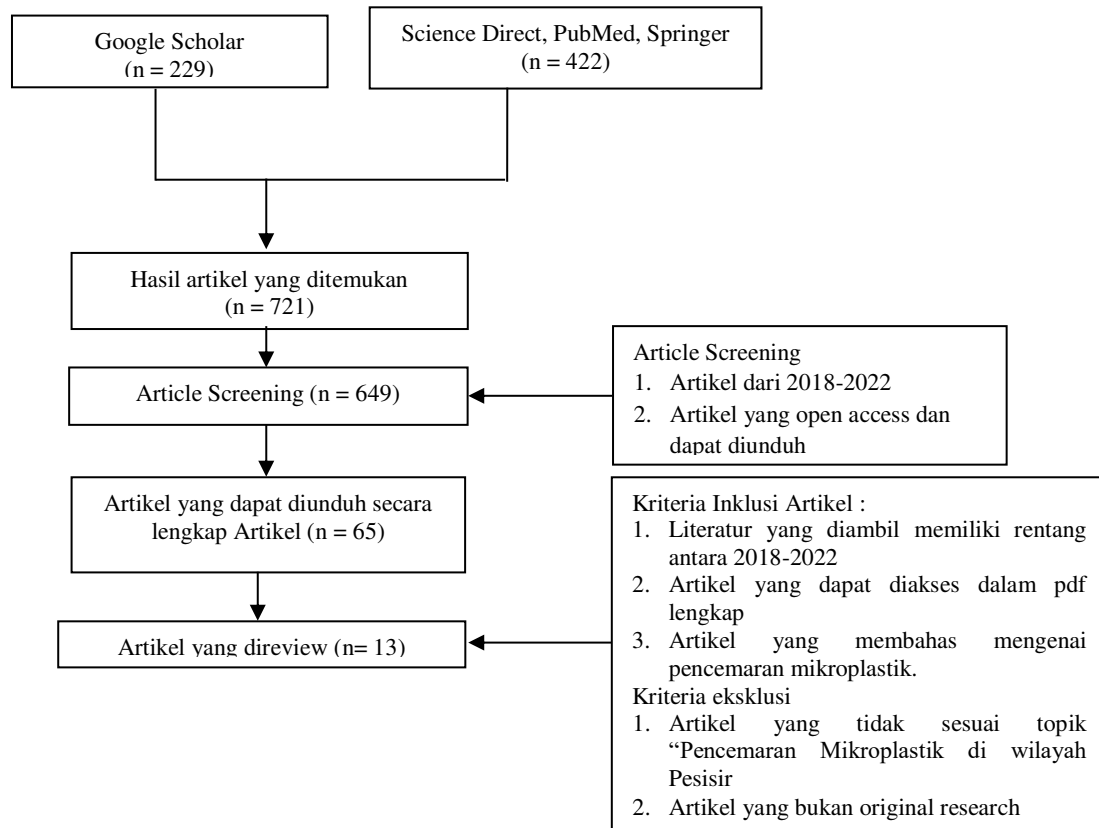 Google Scholar
(n = 229)
Science Direct, PubMed, Springer
(n = 422)
Hasil artikel yang ditemukan
(n = 721)
Article Screening (n = 649)
Article Screening
1. Artikel dari 2018-2022
2. Artikel yang open access dan
dapat diunduh
Artikel yang dapat diunduh secara
lengkap Artikel (n = 65)
Artikel yang direview (n= 13)
Kriteria Inklusi Artikel :
1. Literatur yang diambil memiliki rentang
antara 2018-2022
2. Artikel yang dapat diakses dalam pdf
lengkap
3. Artikel yang membahas mengenai
pencemaran mikroplastik.
Kriteria eksklusi
1. Artikel yang tidak sesuai topik
“Pencemaran Mikroplastik di wilayah
Pesisir
2. Artikel yang bukan original research